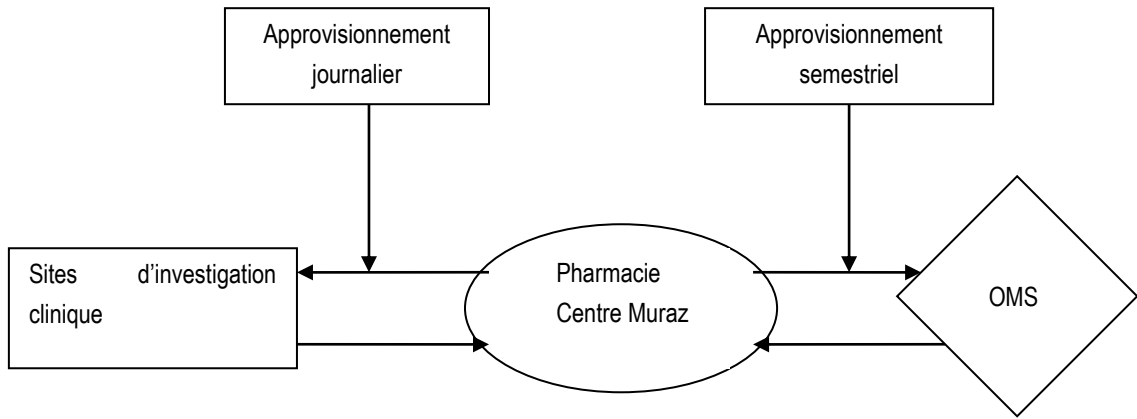 Approvisionnement
journalier
Approvisionnement
semestriel
Sites d'investigation
clinique
Pharmacie
Centre Muraz
OMS